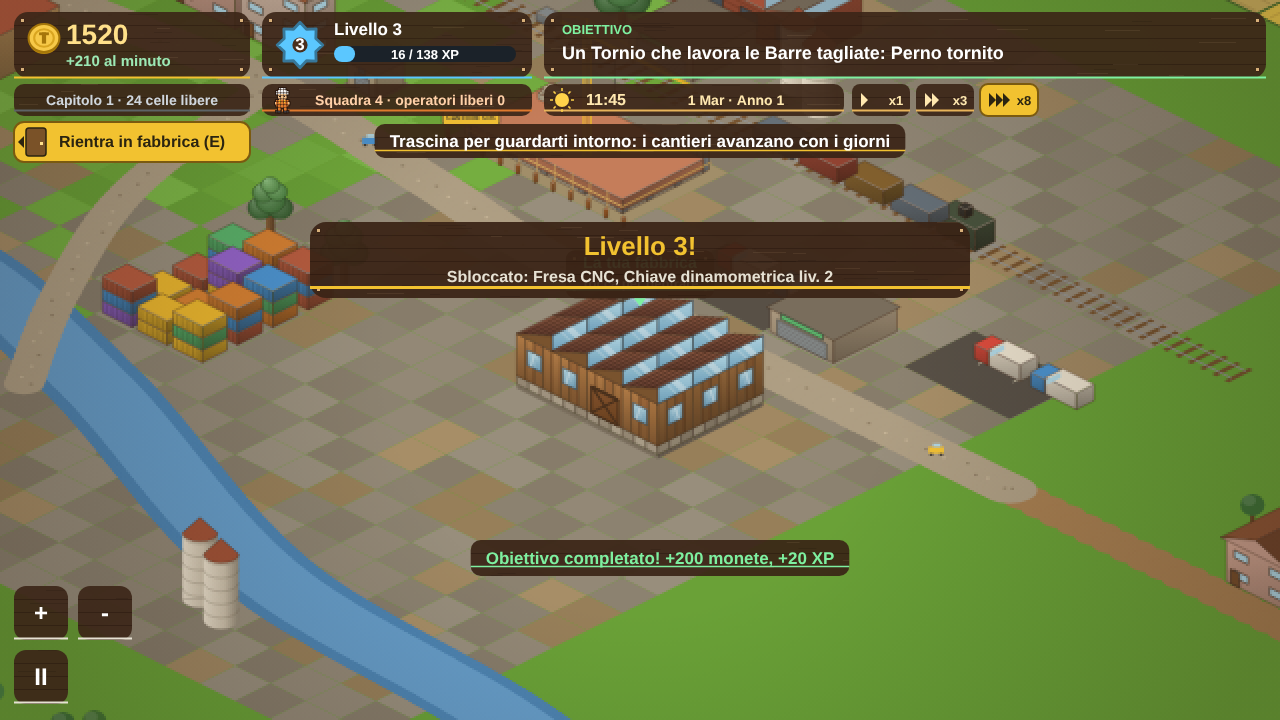 1520
+210 al minuto
3
Livello 3
16 / 138 XP
OBIETTIVO
Un Tornio che lavora le Barre tagliate: Perno tornito
Capitolo 1 · 24 celle libere
Squadra 4 · operatori liberi 0
11:45
1 Mar · Anno 1
x1
x3
x8
Rientra in fabbrica (E)
Trascina per guardarti intorno: i cantieri avanzano con i giorni
Livello 3!
Sbloccato: Fresa CNC, Chiave dinamometrica liv. 2
Obiettivo completato! +200 monete, +20 XP
+
-